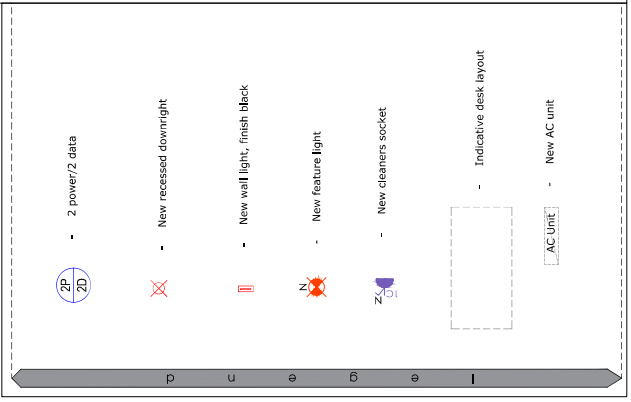 legend
2P
2D - 2 power/2 data
- New recessed downright
- New wall light, finish black
N - New feature light
N CL - New cleaners socket
- Indicative desk layout
AC Unit - New AC unit